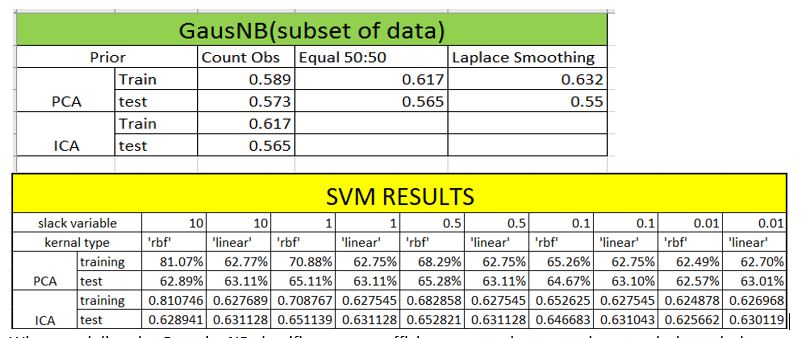 GausNB(subset of data)
Prior Count Obs Equal 50:50 Laplace Smoothing
PCA Train 0.589 0.617 0.632
test 0.573 0.565 0.55
ICA Train 0.617
test 0.565
SVM RESULTS
slack variable 10 10 1 1 0.5 0.5 0.1 0.1 0.01 0.01
kernal type 'rbf' 'linear' 'rbf' 'linear' 'rbf' 'linear' 'rbf' 'linear' 'rbf' 'linear'
PCA training 81.07% 62.77% 70.88% 62.75% 68.29% 62.75% 65.26% 62.75% 62.49% 62.70%
test 62.89% 63.11% 65.11% 63.11% 65.28% 63.11% 64.67% 63.10% 62.57% 63.01%
ICA training 0.810746 0.627689 0.708767 0.627545 0.682858 0.627545 0.652625 0.627545 0.624878 0.626968
test 0.628941 0.631128 0.651139 0.631128 0.652821 0.631128 0.646683 0.631043 0.625662 0.630119